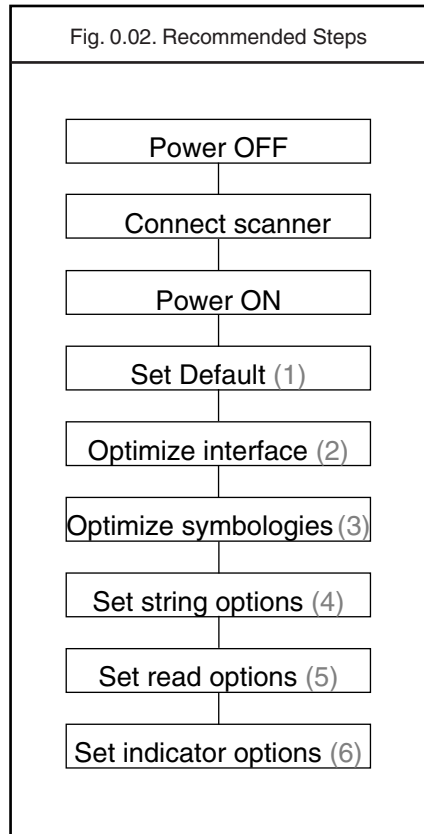 Fig. 0.02. Recommended Steps
Power OFF
Connect scanner
Power ON
Set Default (1)
Optimize interface (2)
Optimize symbologies (3)
Set string options (4)
Set read options (5)
Set indicator options (6)